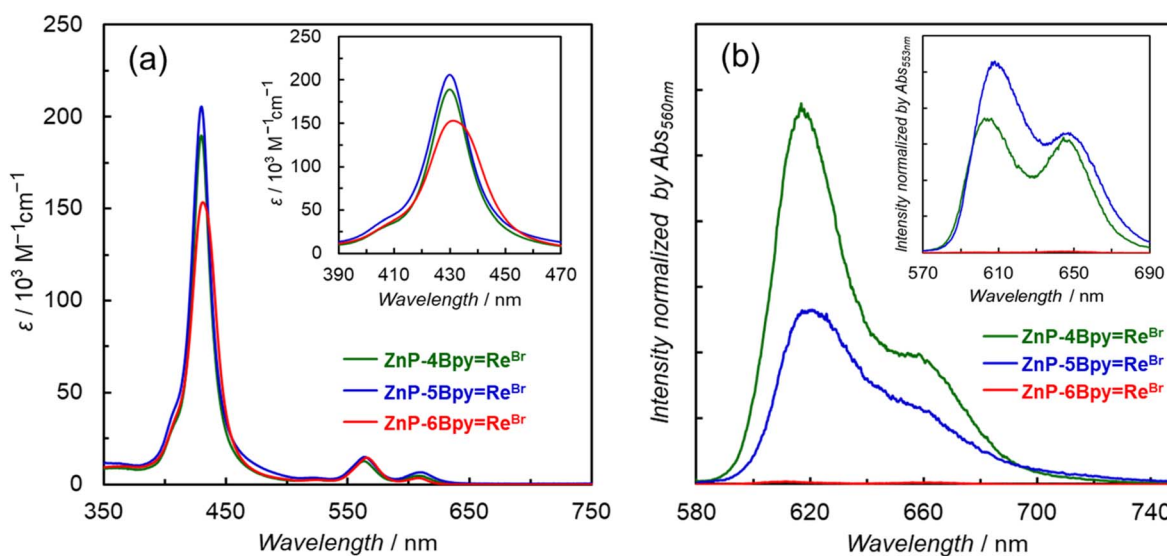 (a)
ε / 10³ M⁻¹cm⁻¹
250
200
150
100
50
0
350
450
550
650
750
Wavelength / nm
ε / 10³ M⁻¹cm⁻¹
250
200
150
100
50
0
390
410
430
450
470
Wavelength / nm
ZnP-4Bpy=Reᴮʳ
ZnP-5Bpy=Reᴮʳ
ZnP-6Bpy=Reᴮʳ
(b)
Intensity normalized by Abs₅₆₀ₙₘ
580
620
660
700
740
Wavelength / nm
Intensity normalized by Abs₅₅₃ₙₘ
570
610
650
690
Wavelength / nm
ZnP-4Bpy=Reᴮʳ
ZnP-5Bpy=Reᴮʳ
ZnP-6Bpy=Reᴮʳ